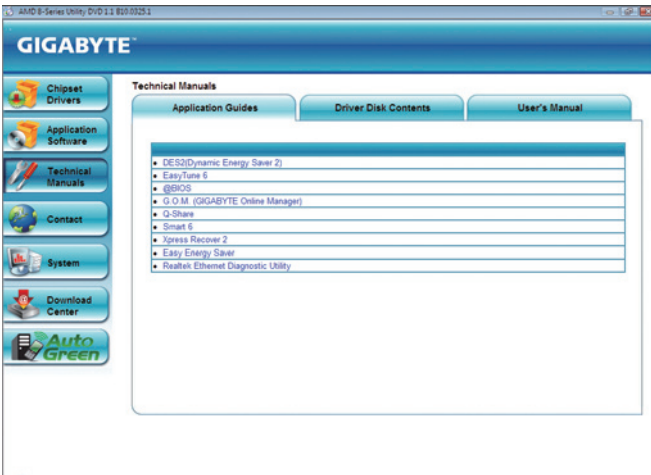 AMD 8-Series Utility DVD 1.1 B10.0325.1
GIGABYTE™
Chipset
Drivers
Application
Software
Technical
Manuals
Contact
System
Download
Center
Auto
Green
Technical Manuals
Application Guides
Driver Disk Contents
User's Manual
DES2(Dynamic Energy Saver 2)
EasyTune 6
@BIOS
G.O.M. (GIGABYTE Online Manager)
Q-Share
Smart 6
Xpress Recover 2
Easy Energy Saver
Realtek Ethernet Diagnostic Utility